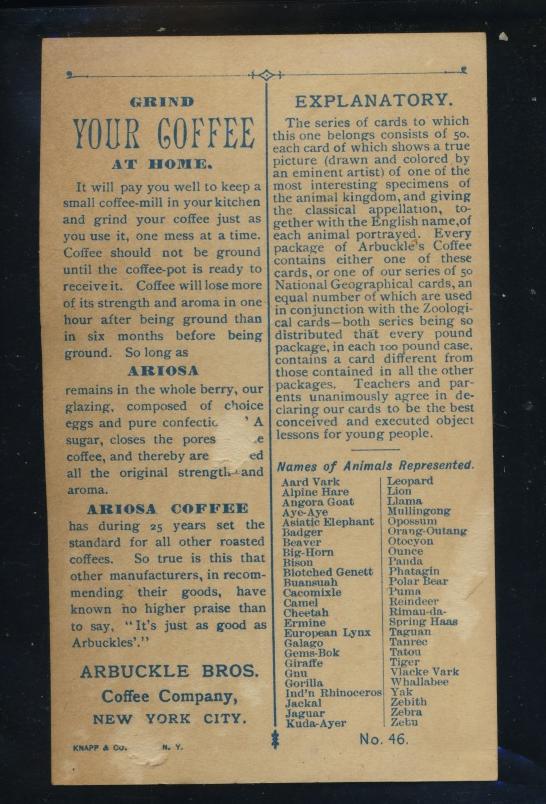 GRIND
YOUR COFFEE
AT HOME.
It will pay you well to keep a
small coffee-mill in your kitchen
and grind your coffee just as
you use it, one mess at a time.
Coffee should not be ground
until the coffee-pot is ready to
receive it. Coffee will lose more
of its strength and aroma in one
hour after being ground than
in six months before being
ground. So long as
ARIOSA
remains in the whole berry, our
glazing, composed of choice
eggs and pure confectio A
sugar, closes the pores e
coffee, and thereby are ed
all the original strength and
aroma.
ARIOSA COFFEE
has during 25 years set the
standard for all other roasted
coffees. So true is this that
other manufacturers, in recom-
mending their goods, have
known no higher praise than
to say, "It's just as good as
Arbuckles'."
ARBUCKLE BROS.
Coffee Company,
NEW YORK CITY.
KNAPP & CO. N. Y.
EXPLANATORY.
The series of cards to which
this one belongs consists of 50.
each card of which shows a true
picture (drawn and colored by
an eminent artist) of one of the
most interesting specimens of
the animal kingdom, and giving
the classical appellation, to-
gether with the English name, of
each animal portrayed. Every
package of Arbuckle's Coffee
contains either one of these
cards, or one of our series of 50
National Geographical cards, an
equal number of which are used
in conjunction with the Zoologi-
cal cards—both series being so
distributed that every pound
package, in each 100 pound case.
contains a card different from
those contained in all the other
packages. Teachers and par-
ents unanimously agree in de-
claring our cards to be the best
conceived and executed object
lessons for young people.
Names of Animals Represented.
Aard Vark
Alpine Hare
Angora Goat
Aye-Aye
Asiatic Elephant
Badger
Beaver
Big-Horn
Bison
Blotched Genett
Buansuah
Cacomixle
Camel
Cheetah
Ermine
European Lynx
Galago
Gems-Bok
Giraffe
Gnu
Gorilla
Ind'n Rhinoceros
Jackal
Jaguar
Kuda-Ayer
Leopard
Lion
Llama
Mullingong
Opossum
Orang-Outang
Otocyon
Ounce
Panda
Phatagin
Polar Bear
Puma
Reindeer
Rimau-da-
Spring Haas
Taguan
Tanrec
Tatou
Tiger
Vlacke Vark
Whallabee
Yak
Zebith
Zebra
Zetu
No. 46.